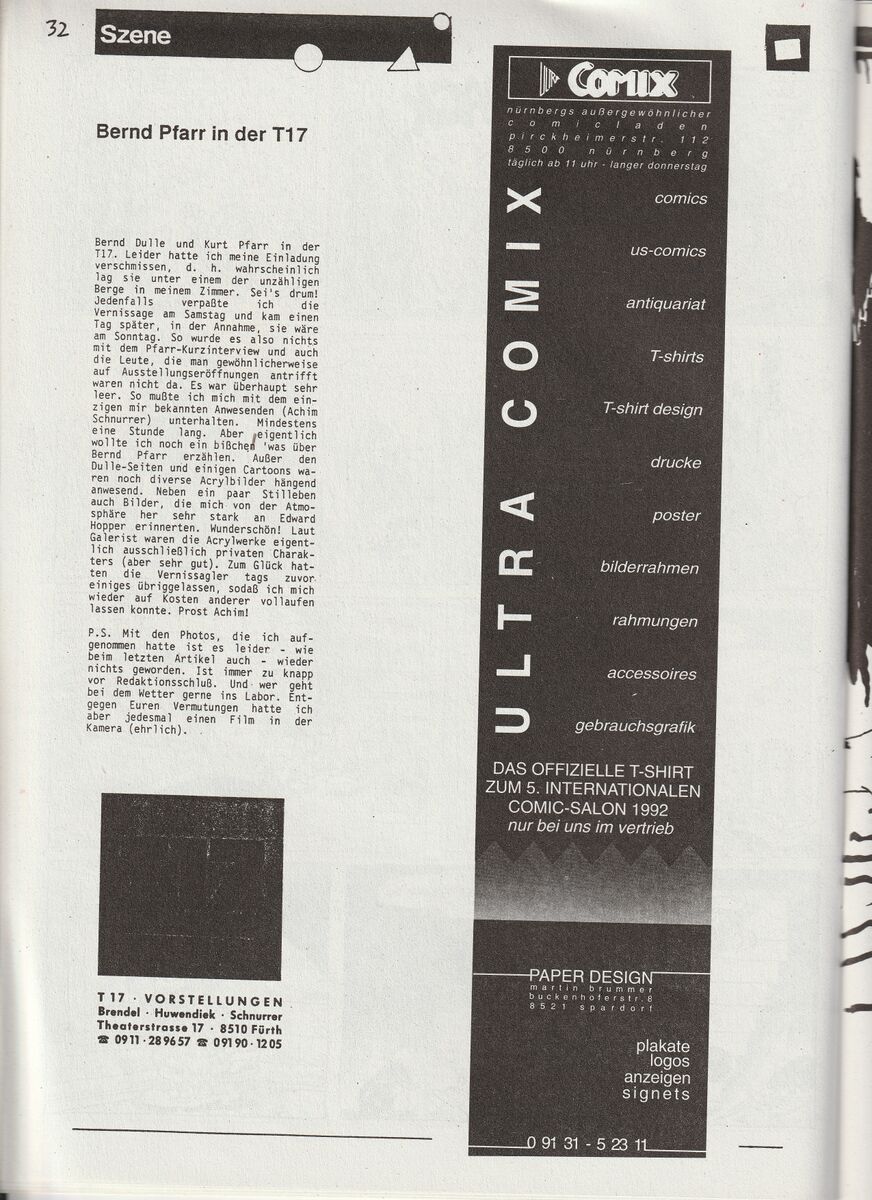 32
Szene
Bernd Pfarr in der T17
Bernd Dulle und Kurt Pfarr in der
T17. Leider hatte ich meine Einladung
verschmissen, d. h. wahrscheinlich
lag sie unter einem der unzähligen
Berge in meinem Zimmer. Sei's drum!
Jedenfalls verpaßte ich die
Vernissage am Samstag und kam einen
Tag später, in der Annahme, sie wäre
am Sonntag. So wurde es also nichts
mit dem Pfarr-Kurzinterview und auch
die Leute, die man gewöhnlicherweise
auf Ausstellungseröffnungen antrifft
waren nicht da. Es war überhaupt sehr
leer. So mußte ich mich mit dem ein-
zigen mir bekannten Anwesenden (Achim
Schnurrer) unterhalten. Mindestens
eine Stunde lang. Aber eigentlich
wollte ich noch ein bißchen 'was über
Bernd Pfarr erzählen. Außer den
Dulle-Seiten und einigen Cartoons wa-
ren noch diverse Acrylbilder hängend
anwesend. Neben ein paar Stilleben
auch Bilder, die mich von der Atmo-
sphäre her sehr stark an Edward
Hopper erinnerten. Wunderschön! Laut
Galerist waren die Acrylwerke eigent-
lich ausschließlich privaten Charak-
ters (aber sehr gut). Zum Glück hat-
ten die Vernissagler tags zuvor
einiges übriggelassen, sodaß ich mich
wieder auf Kosten anderer vollaufen
lassen konnte. Prost Achim!
P.S. Mit den Photos, die ich auf-
genommen hatte ist es leider - wie
beim letzten Artikel auch - wieder
nichts geworden. Ist immer zu knapp
vor Redaktionsschluß. Und wer geht
bei dem Wetter gerne ins Labor. Ent-
gegen Euren Vermutungen hatte ich
aber jedesmal einen Film in der
Kamera (ehrlich).
T17 · VORSTELLUNGEN
Brendel · Huwendiek · Schnurrer
Theaterstrasse 17 · 8510 Fürth
☎ 0911·289657 ☎ 09190·1205
COMIX
nürnbergs außergewöhnlicher
comicladen
pirckheimerstr. 112
8500 nürnberg
täglich ab 11 uhr · langer donnerstag
ULTRA COMIX
comics
us-comics
antiquariat
T-shirts
T-shirt design
drucke
poster
bilderrahmen
rahmungen
accessoires
gebrauchsgrafik
DAS OFFIZIELLE T-SHIRT
ZUM 5. INTERNATIONALEN
COMIC-SALON 1992
nur bei uns im vertrieb
PAPER DESIGN
martin brummer
buckenhoferstr.8
8521 spardorf
plakate
logos
anzeigen
signets
0 91 31 - 5 23 11